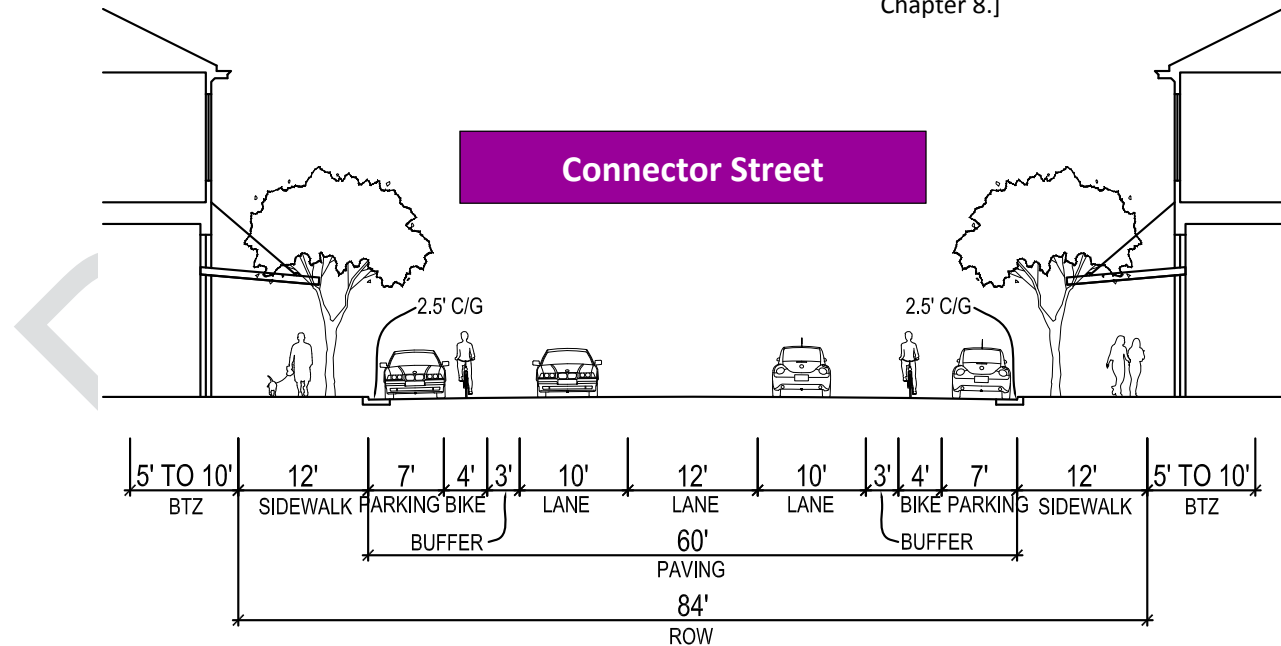 Chapter 8.]
Connector Street
2.5' C/G 2.5' C/G
5' TO 10' 12' 7' 4' 3' 10' 12' 10' 3' 4' 7' 12' 5' TO 10'
BTZ SIDEWALK PARKING BIKE LANE LANE LANE BIKE PARKING SIDEWALK BTZ
BUFFER 60' BUFFER
PAVING
84'
ROW